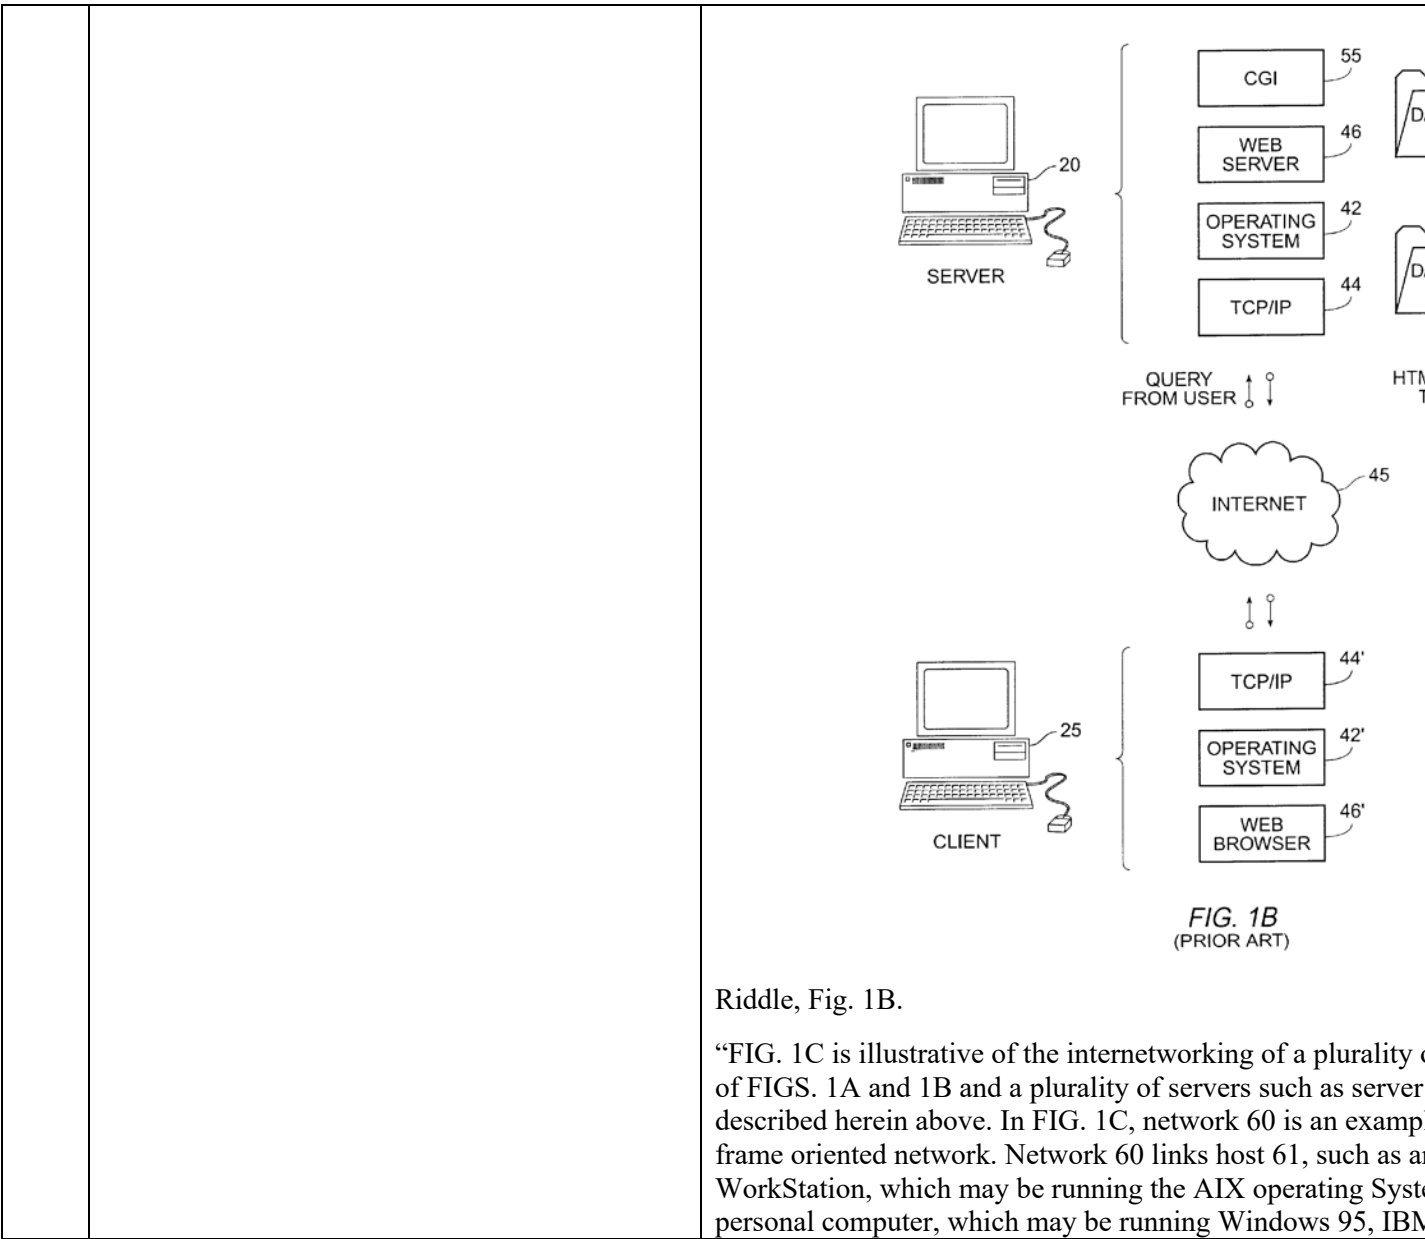 55
CGI
46
WEB
SERVER
20
42
OPERATING
SYSTEM
SERVER
44
TCP/IP
QUERY
FROM USER
45
INTERNET
44'
TCP/IP
25
42'
OPERATING
SYSTEM
46'
WEB
BROWSER
CLIENT
FIG. 1B
(PRIOR ART)
Riddle, Fig. 1B.
“FIG. 1C is illustrative of the internetworking of a plurality
of FIGS. 1A and 1B and a plurality of servers such as server
described herein above. In FIG. 1C, network 60 is an
frame oriented network. Network 60 links host 61, such as
WorkStation, which may be running the AIX operating
personal computer, which may be running Windows 95,